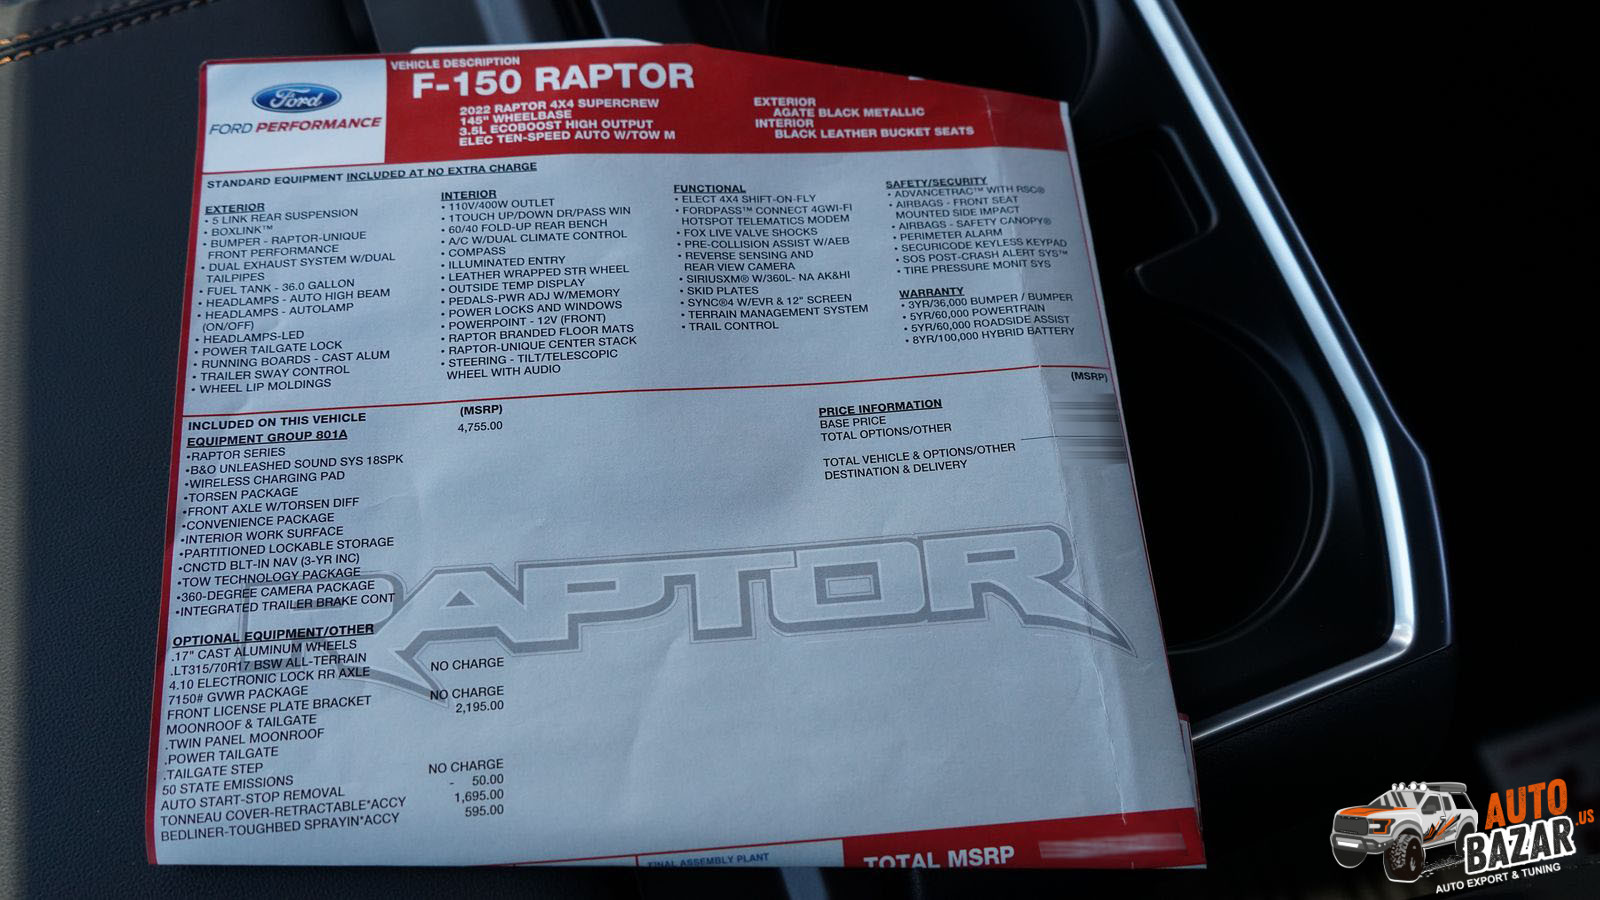 Ford
FORD PERFORMANCE
VEHICLE DESCRIPTION
F-150 RAPTOR
2022 RAPTOR 4X4 SUPERCREW
145" WHEELBASE
3.5L ECOBOOST HIGH OUTPUT
ELEC TEN-SPEED AUTO W/TOW M
EXTERIOR
AGATE BLACK METALLIC
INTERIOR
BLACK LEATHER BUCKET SEATS
STANDARD EQUIPMENT INCLUDED AT NO EXTRA CHARGE
EXTERIOR
• 5 LINK REAR SUSPENSION
• BOXLINK™
• BUMPER - RAPTOR-UNIQUE
FRONT PERFORMANCE
• DUAL EXHAUST SYSTEM W/DUAL
TAILPIPES
• FUEL TANK - 36.0 GALLON
• HEADLAMPS - AUTO HIGH BEAM
• HEADLAMPS - AUTOLAMP
(ON/OFF)
• HEADLAMPS-LED
• POWER TAILGATE LOCK
• RUNNING BOARDS - CAST ALUM
• TRAILER SWAY CONTROL
• WHEEL LIP MOLDINGS
INTERIOR
• 110V/400W OUTLET
• 1TOUCH UP/DOWN DR/PASS WIN
• 60/40 FOLD-UP REAR BENCH
• A/C W/DUAL CLIMATE CONTROL
• COMPASS
• ILLUMINATED ENTRY
• LEATHER WRAPPED STR WHEEL
• OUTSIDE TEMP DISPLAY
• PEDALS-PWR ADJ W/MEMORY
• POWER LOCKS AND WINDOWS
• POWERPOINT - 12V (FRONT)
• RAPTOR BRANDED FLOOR MATS
• RAPTOR-UNIQUE CENTER STACK
• STEERING - TILT/TELESCOPIC
WHEEL WITH AUDIO
FUNCTIONAL
• ELECT 4X4 SHIFT-ON-FLY
• FORDPASS™ CONNECT 4GWI-FI
HOTSPOT TELEMATICS MODEM
• FOX LIVE VALVE SHOCKS
• PRE-COLLISION ASSIST W/AEB
• REVERSE SENSING AND
REAR VIEW CAMERA
• SIRIUSXM® W/360L- NA AK&HI
• SKID PLATES
• SYNC®4 W/EVR & 12" SCREEN
• TERRAIN MANAGEMENT SYSTEM
• TRAIL CONTROL
SAFETY/SECURITY
• ADVANCETRAC™ WITH RSC®
• AIRBAGS - FRONT SEAT
MOUNTED SIDE IMPACT
• AIRBAGS - SAFETY CANOPY®
• PERIMETER ALARM
• SECURICODE KEYLESS KEYPAD
• SOS POST-CRASH ALERT SYS™
• TIRE PRESSURE MONIT SYS
WARRANTY
• 3YR/36,000 BUMPER / BUMPER
• 5YR/60,000 POWERTRAIN
• 5YR/60,000 ROADSIDE ASSIST
• 8YR/100,000 HYBRID BATTERY
INCLUDED ON THIS VEHICLE (MSRP)
EQUIPMENT GROUP 801A 4,755.00
•RAPTOR SERIES
•B&O UNLEASHED SOUND SYS 18SPK
•WIRELESS CHARGING PAD
•TORSEN PACKAGE
•FRONT AXLE W/TORSEN DIFF
•CONVENIENCE PACKAGE
•INTERIOR WORK SURFACE
•PARTITIONED LOCKABLE STORAGE
•CNCTD BLT-IN NAV (3-YR INC)
•TOW TECHNOLOGY PACKAGE
•360-DEGREE CAMERA PACKAGE
•INTEGRATED TRAILER BRAKE CONT
OPTIONAL EQUIPMENT/OTHER
.17" CAST ALUMINUM WHEELS
.LT315/70R17 BSW ALL-TERRAIN
4.10 ELECTRONIC LOCK RR AXLE NO CHARGE
7150# GVWR PACKAGE
FRONT LICENSE PLATE BRACKET NO CHARGE
MOONROOF & TAILGATE 2,195.00
.TWIN PANEL MOONROOF
.POWER TAILGATE
.TAILGATE STEP
50 STATE EMISSIONS NO CHARGE
AUTO START-STOP REMOVAL - 50.00
TONNEAU COVER-RETRACTABLE*ACCY 1,695.00
BEDLINER-TOUGHBED SPRAYIN*ACCY 595.00
(MSRP)
PRICE INFORMATION
BASE PRICE
TOTAL OPTIONS/OTHER
TOTAL VEHICLE & OPTIONS/OTHER
DESTINATION & DELIVERY
RAPTOR
FINAL ASSEMBLY PLANT
TOTAL MSRP
AUTO
BAZAR.US
AUTO EXPORT & TUNING